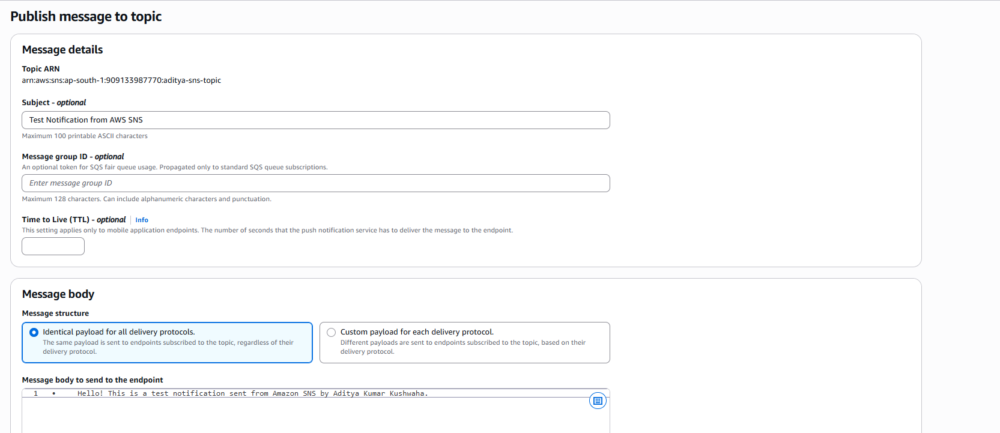 Publish message to topic
Message details
Topic ARN
arn:aws:sns:ap-south-1:909133987770:aditya-sns-topic
Subject - optional
Test Notification from AWS SNS
Maximum 100 printable ASCII characters
Message group ID - optional
An optional token for SQS fair queue usage. Propagated only to standard SQS queue subscriptions.
Enter message group ID
Maximum 128 characters. Can include alphanumeric characters and punctuation.
Time to Live (TTL) - optional Info
This setting applies only to mobile application endpoints. The number of seconds that the push notification service has to deliver the message to the endpoint.
Message body
Message structure
Identical payload for all delivery protocols.
The same payload is sent to endpoints subscribed to the topic, regardless of their
delivery protocol.
Custom payload for each delivery protocol.
Different payloads are sent to endpoints subscribed to the topic, based on their
delivery protocol.
Message body to send to the endpoint
1 • Hello! This is a test notification sent from Amazon SNS by Aditya Kumar Kushwaha.